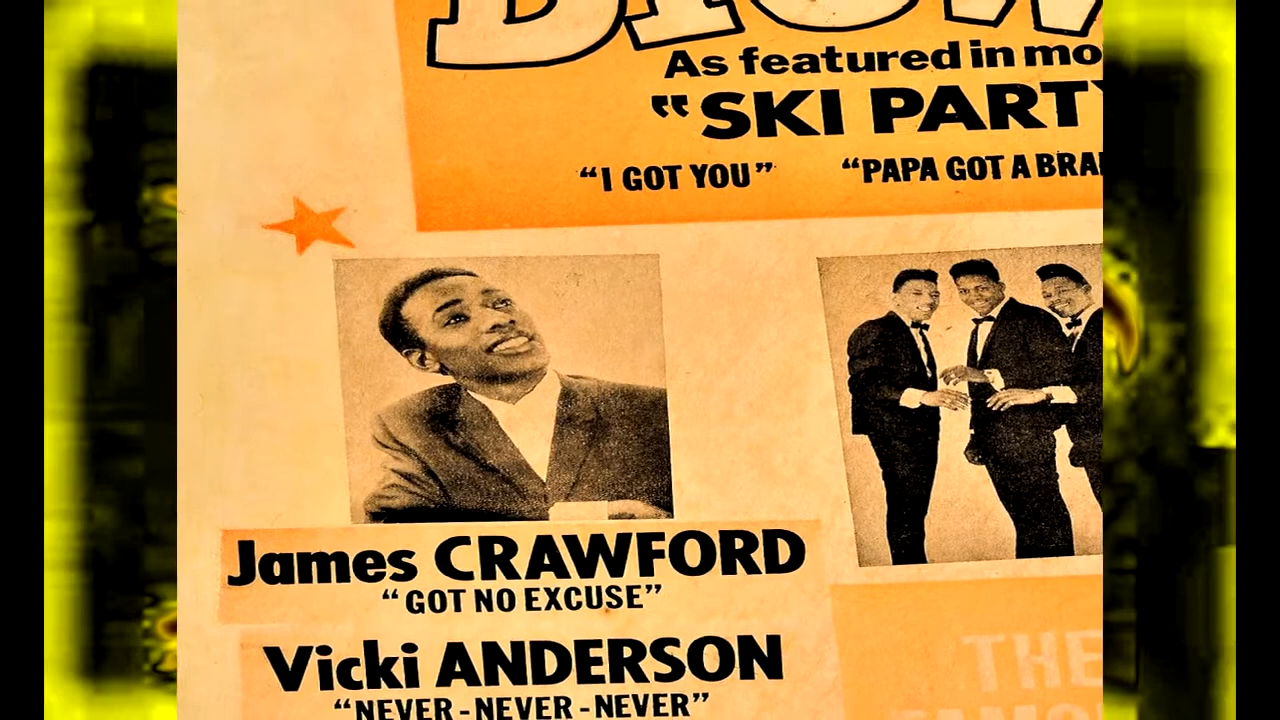 As featured in mo
"SKI PARTY
"I GOT YOU" "PAPA GOT A BRA
James CRAWFORD
"GOT NO EXCUSE"
Vicki ANDERSON
"NEVER-NEVER-NEVER"
THE